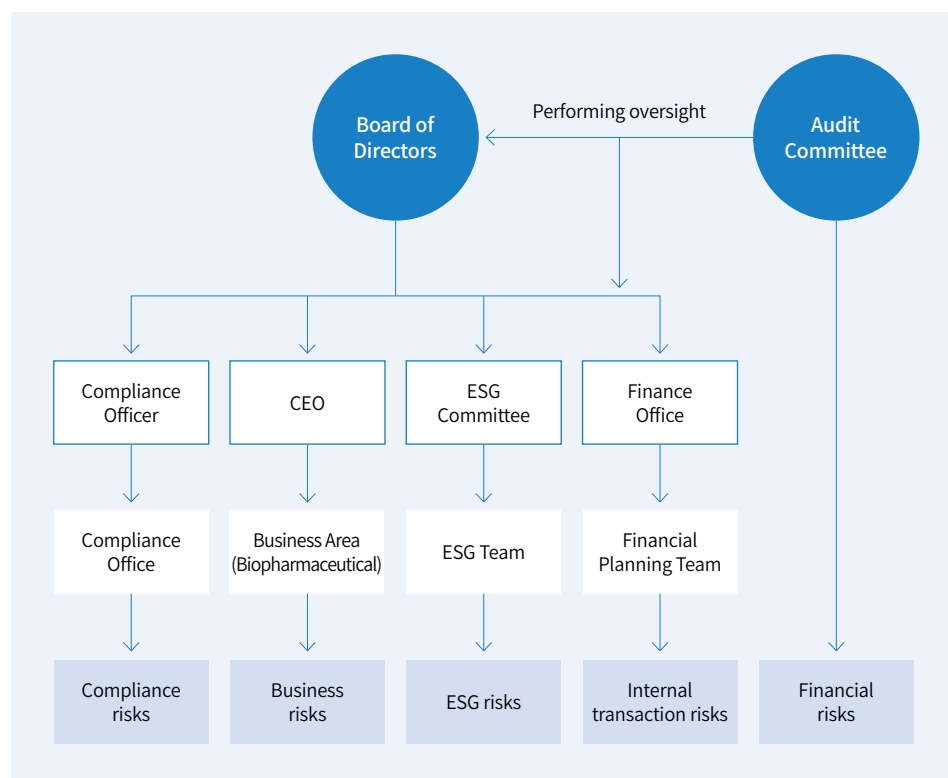 Performing oversight
Board of
Directors
Audit
Committee
Compliance
Officer
CEO
ESG
Committee
Finance
Office
Compliance
Office
Business Area
(Biopharmaceutical)
ESG Team
Financial
Planning Team
Compliance
risks
Business
risks
ESG risks
Internal
transaction risks
Financial
risks